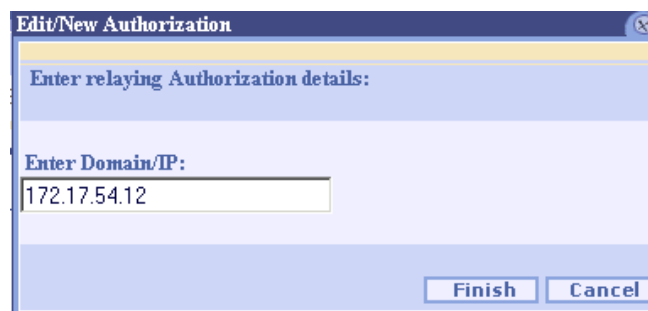 Edit/New Authorization
Enter relaying Authorization details:
Enter Domain/IP:
172.17.54.12
Finish Cancel